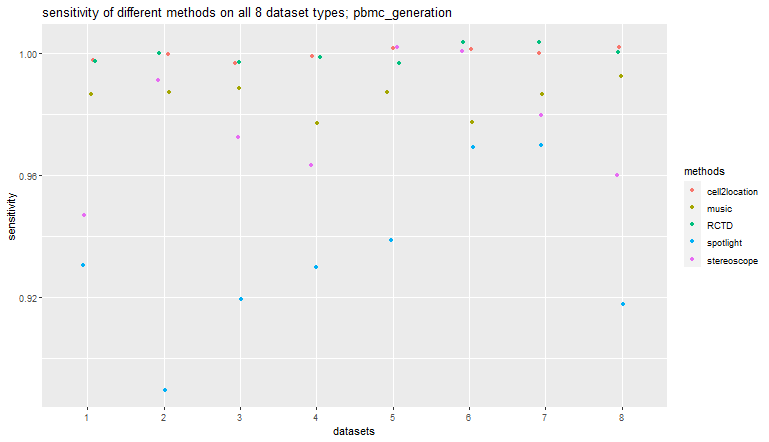 sensitivity of different methods on all 8 dataset types; pbmc_generation
1.00
0.96
0.92
sensitivity
1 2 3 4 5 6 7 8
datasets
methods
cell2location
music
RCTD
spotlight
stereoscope